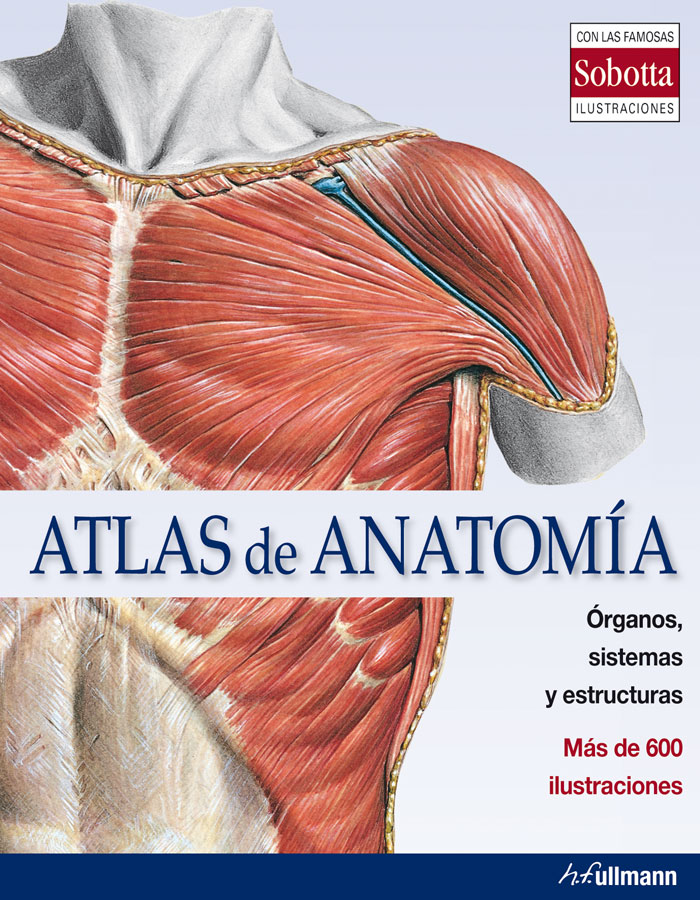 CON LAS FAMOSAS
Sobotta
ILUSTRACIONES
ATLAS de ANATOMÍA
Órganos,
sistemas
y estructuras
Más de 600
ilustraciones
h.f.ullmann